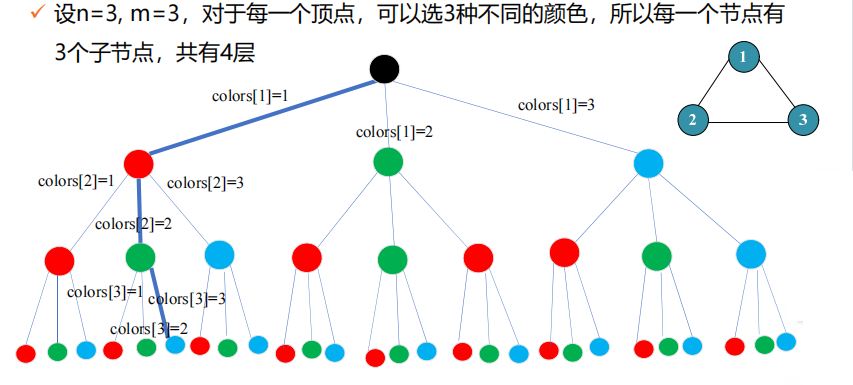 设n=3, m=3，对于每一个顶点，可以选3种不同的颜色，所以每一个节点有
3个子节点，共有4层
1
colors[1]=1
colors[1]=3
2
3
colors[1]=2
colors[2]=1
colors[2]=3
colors[2]=2
colors[3]=1
colors[3]=3
colors[3]=2